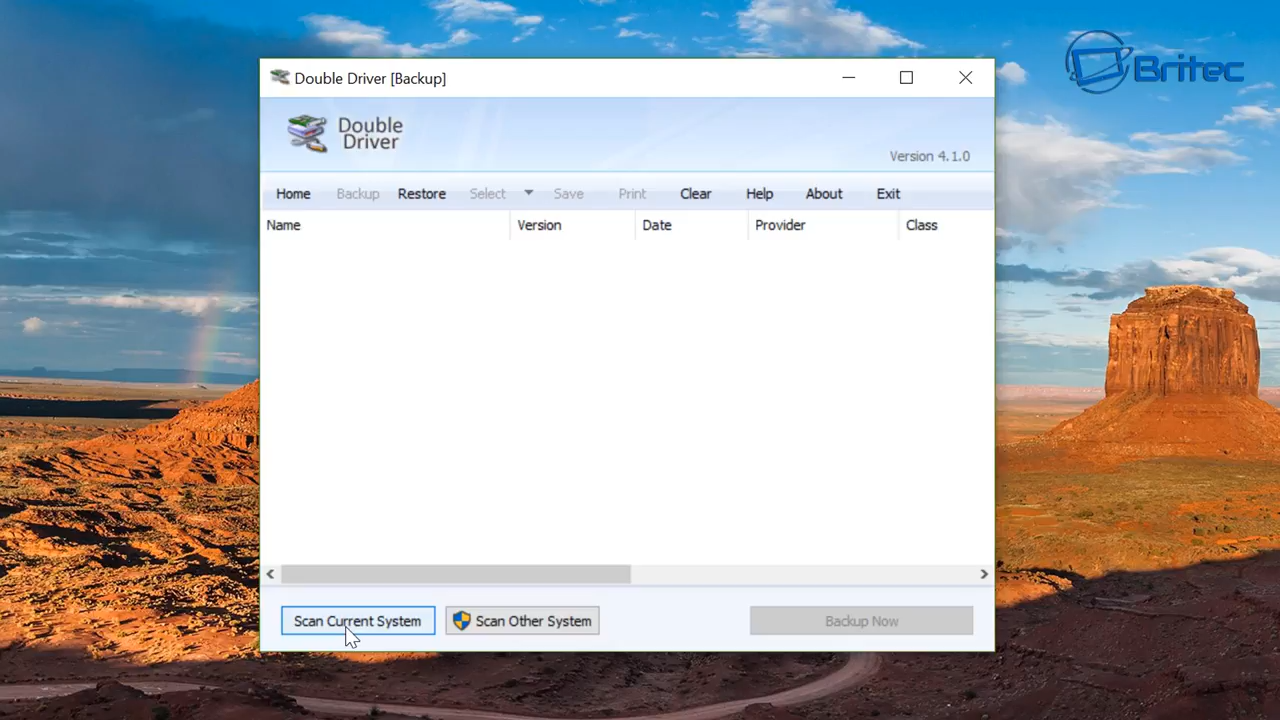 Britec
Double Driver [Backup]
Double
Driver
Version 4.1.0
Home Backup Restore Select Save Print Clear Help About Exit
Name Version Date Provider Class
Scan Current System Scan Other System Backup Now